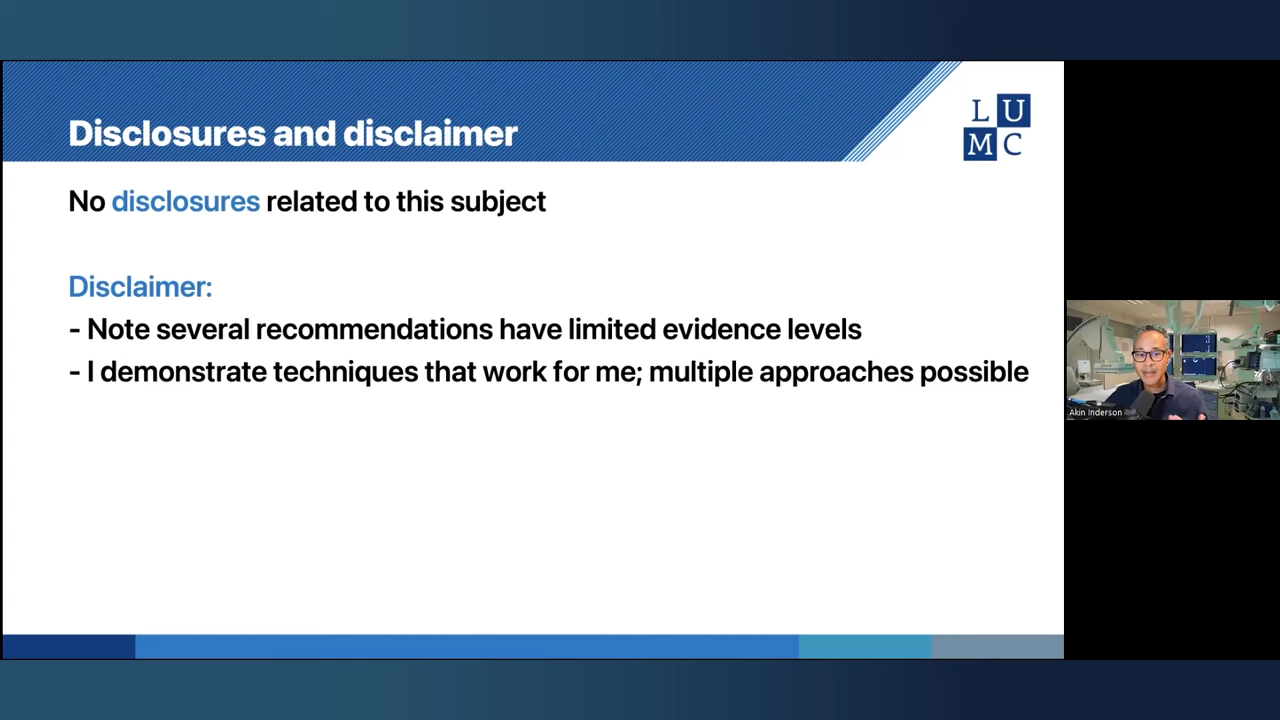 Disclosures and disclaimer
L U
M C
No disclosures related to this subject
Disclaimer:
- Note several recommendations have limited evidence levels
- I demonstrate techniques that work for me; multiple approaches possible
Akin Inderson